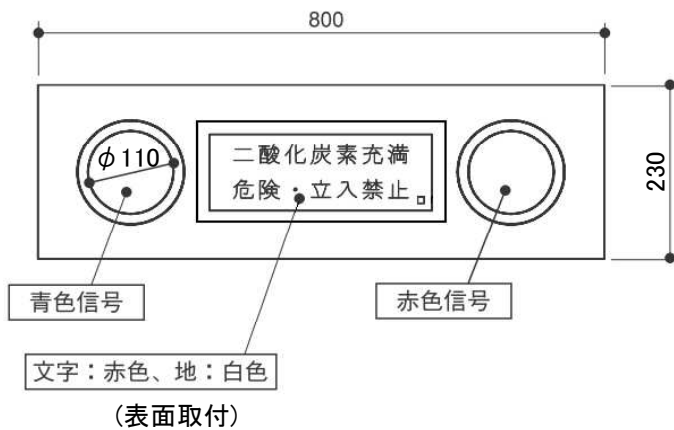 800
φ110
二酸化炭素充満
危険・立入禁止
230
青色信号
赤色信号
文字：赤色、地：白色
(表面取付)